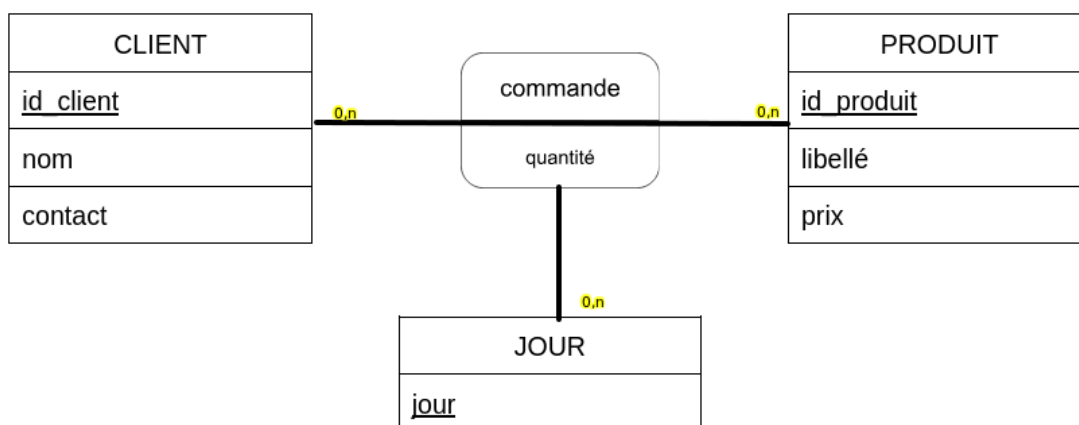 CLIENT
id_client
nom
contact
0,n
commande
quantité
0,n
PRODUIT
id_produit
libellé
prix
0,n
JOUR
jour